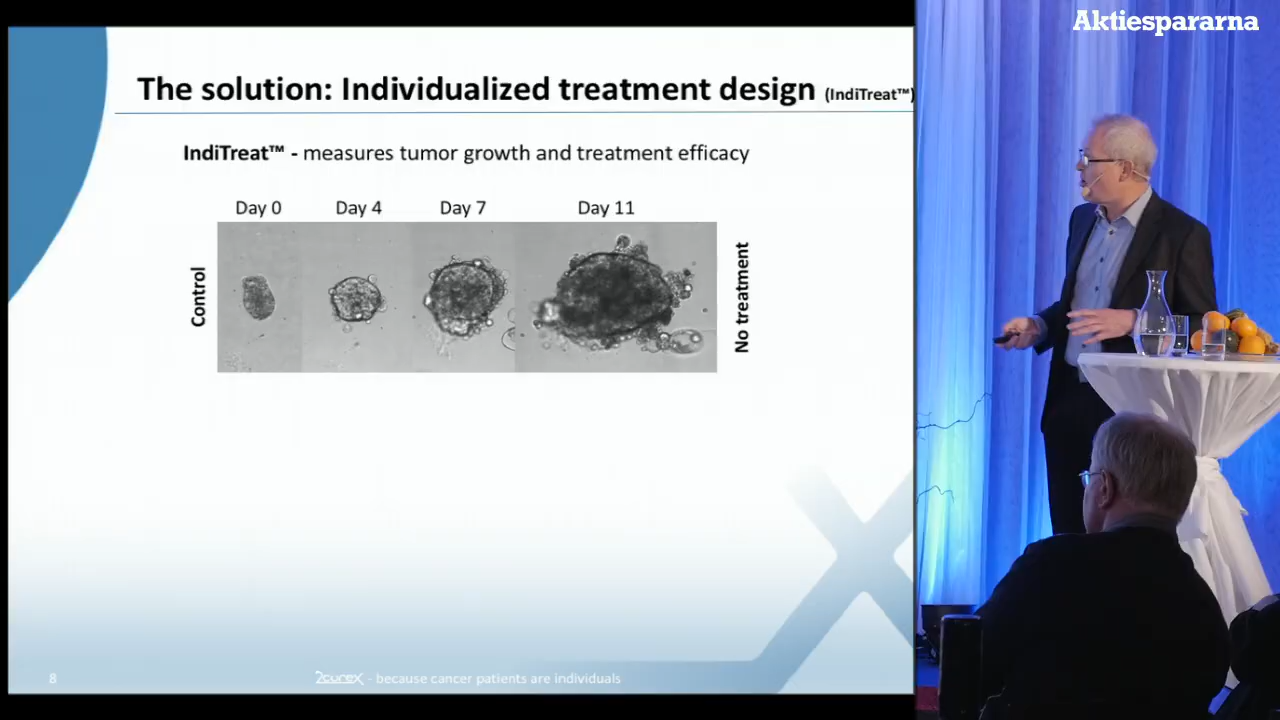 Aktiespararna
The solution: Individualized treatment design (IndiTreat™)
IndiTreat™ - measures tumor growth and treatment efficacy
Day 0 Day 4 Day 7 Day 11
Control
No treatment
8
2cureX - because cancer patients are individuals